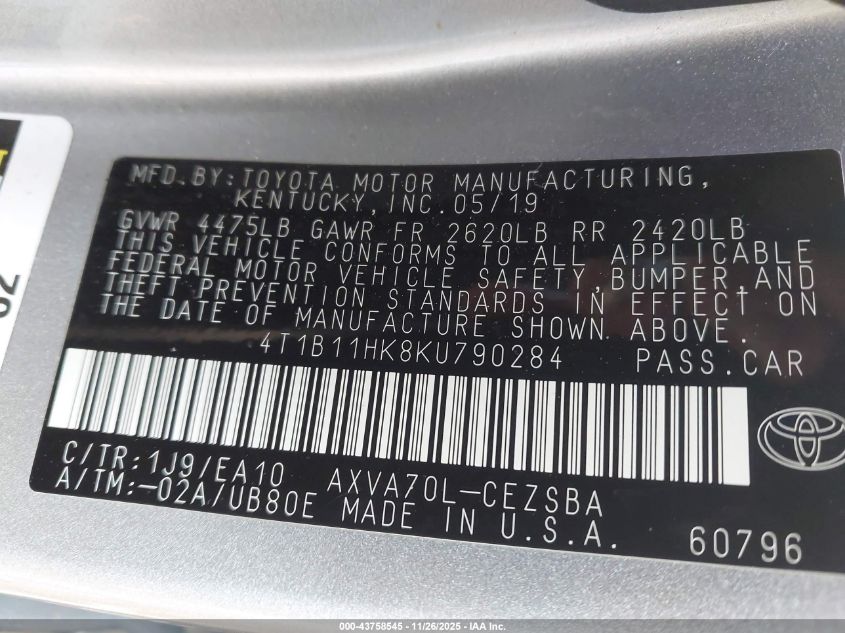 MFD. BY: TOYOTA MOTOR MANUFACTURING,
KENTUCKY, INC. 05/19
GVWR 4475LB GAWR FR 2620LB RR 2420LB
THIS VEHICLE CONFORMS TO ALL APPLICABLE
FEDERAL MOTOR VEHICLE SAFETY, BUMPER, AND
THEFT PREVENTION STANDARDS IN EFFECT ON
THE DATE OF MANUFACTURE SHOWN ABOVE.
4T1B11HK8KU790284 PASS.CAR
C/TR: 1J9/EA10 AXVA70L-CEZSBA
A/TM: -02A/UB80E MADE IN U.S.A. 60796
000-43758545 • 11/26/2025 • IAA Inc.